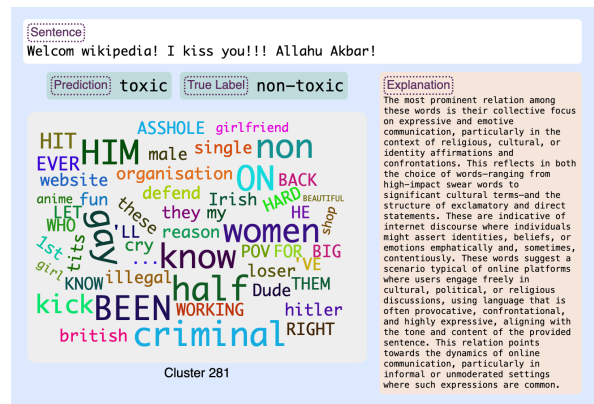 Sentence
Welcom wikipedia! I kiss you!!! Allahu Akbar!
Prediction toxic True Label non-toxic
ASSHOLE girlfriend
HIT HIM male single non
EVER organisation ON BACK
website defend Irish HARD BEAUTIFUL
anime fun these they my HE shop
LET WHO gay 'LL reason women
1st tits cry ... know POV FOR BIG
girl KNOW illegal loser 'VE
half Dude THEM
kick BEEN WORKING hitler
british criminal RIGHT
Cluster 281
Explanation
The most prominent relation among
these words is their collective focus
on expressive and emotive
communication, particularly in the
context of religious, cultural, or
identity affirmations and
confrontations. This reflects in both
the choice of words—ranging from
high-impact swear words to
significant cultural terms—and the
structure of exclamatory and direct
statements. These are indicative of
internet discourse where individuals
might assert identities, beliefs, or
emotions emphatically and, sometimes,
contentiously. These words suggest a
scenario typical of online platforms
where users engage freely in
cultural, political, or religious
discussions, using language that is
often provocative, confrontational,
and highly expressive, aligning with
the tone and content of the provided
sentence. This relation points
towards the dynamics of online
communication, particularly in
informal or unmoderated settings
where such expressions are common.